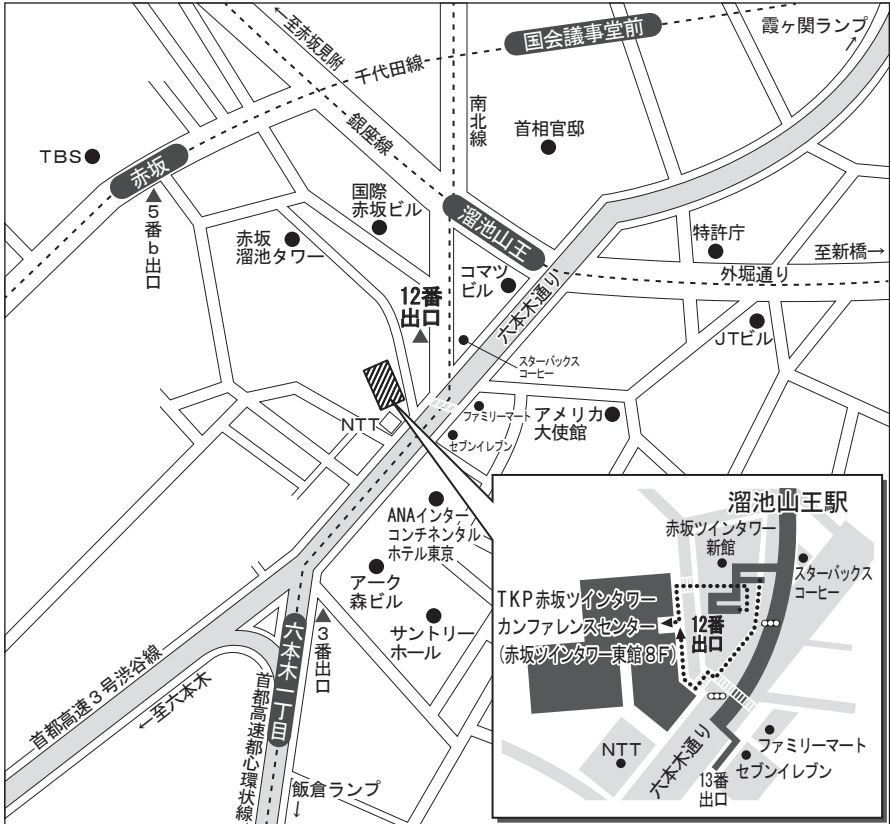 ←至赤坂見附
国会議事堂前
霞ヶ関ランプ
↑
千代田線
南北線
銀座線
首相官邸
TBS
赤坂
国際
赤坂ビル
溜池山王
5番b出口
赤坂
溜池タワー
特許庁
至新橋→
コマツ
ビル
外堀通り
12番
出口
六本木通り
JTビル
スターバックス
コーヒー
ファミリーマート
アメリカ
大使館
NTT
セブンイレブン
ANAインター
コンチネンタル
ホテル東京
アーク
森ビル
サントリー
ホール
3番出口
六本木一丁目
首都高速3号渋谷線
←至六本木
首都高速都心環状線
飯倉ランプ
↓
溜池山王駅
赤坂ツインタワー
新館
スターバックス
コーヒー
TKP赤坂ツインタワー
カンファレンスセンター
(赤坂ツインタワー東館8F)
12番
出口
NTT
六本木通り
ファミリーマート
セブンイレブン
13番
出口